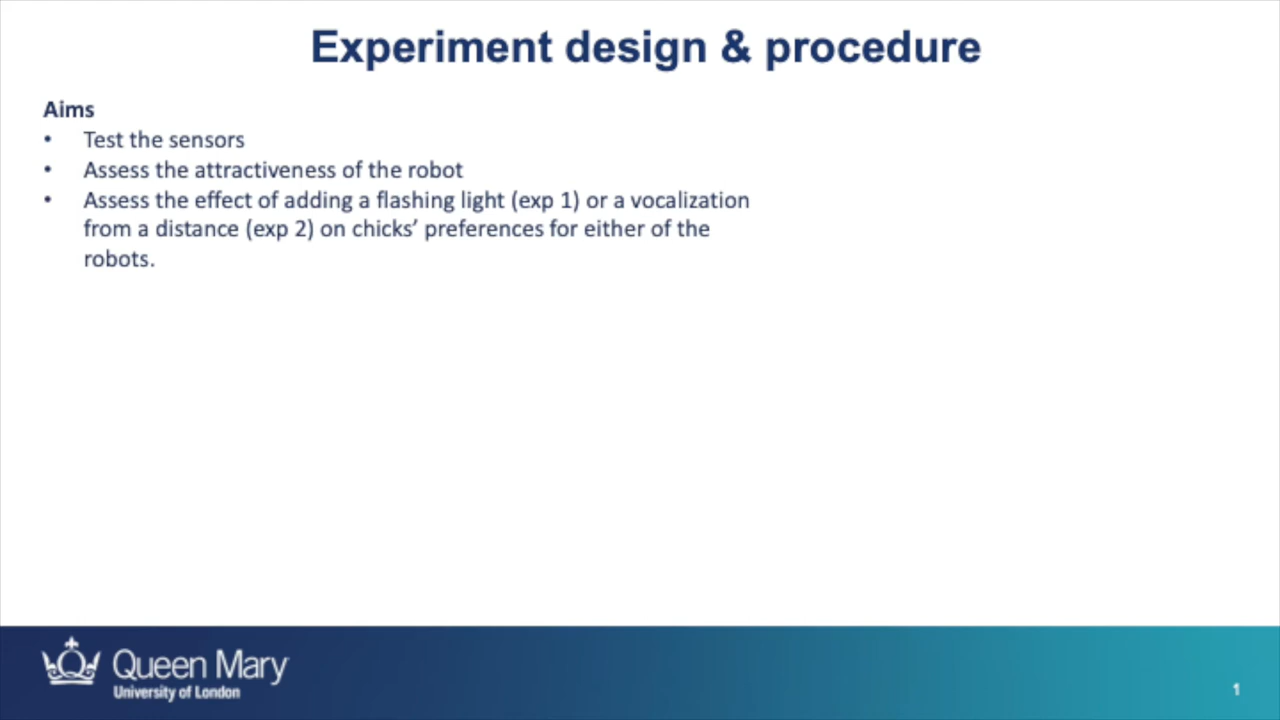 Experiment design & procedure
Aims
• Test the sensors
• Assess the attractiveness of the robot
• Assess the effect of adding a flashing light (exp 1) or a vocalization
from a distance (exp 2) on chicks’ preferences for either of the
robots.
Queen Mary
University of London
1